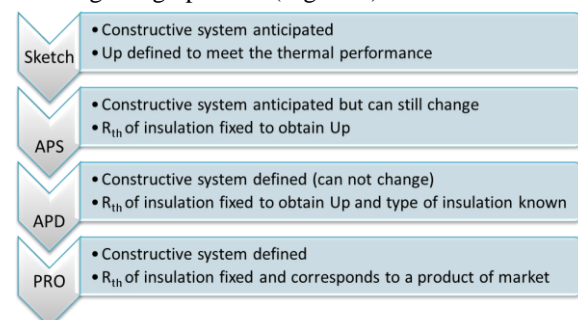 Sketch
• Constructive system anticipated
• Up defined to meet the thermal performance
APS
• Constructive system anticipated but can still change
• Rth of insulation fixed to obtain Up
APD
• Constructive system defined (can not change)
• Rth of insulation fixed to obtain Up and type of insulation known
PRO
• Constructive system defined
• Rth of insulation fixed and corresponds to a product of market